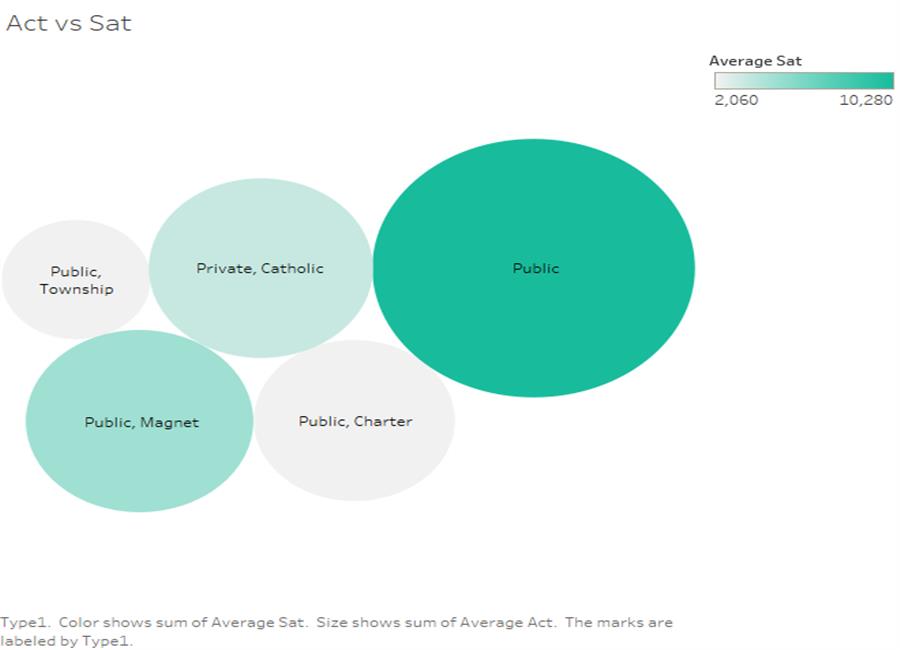 Act vs Sat
Average Sat
2,060 10,280
Public,
Township
Private, Catholic
Public
Public, Magnet
Public, Charter
Type1. Color shows sum of Average Sat. Size shows sum of Average Act. The marks are
labeled by Type1.